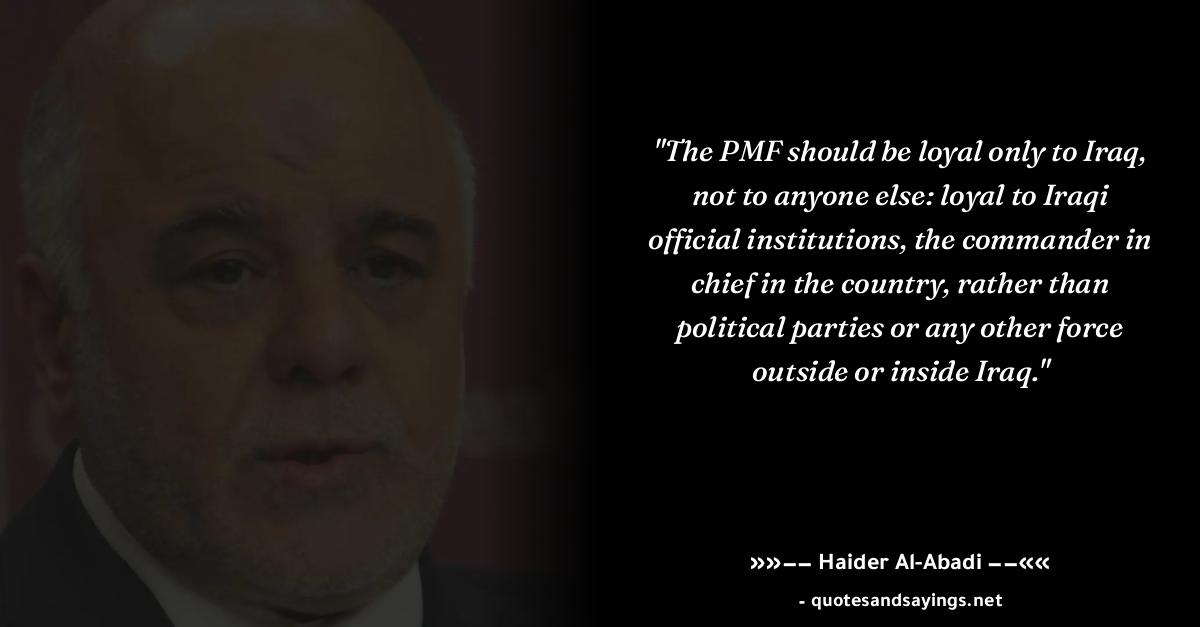 "The PMF should be loyal only to Iraq,
not to anyone else: loyal to Iraqi
official institutions, the commander in
chief in the country, rather than
political parties or any other force
outside or inside Iraq."
»»−− Haider Al-Abadi −−««
- quotesandsayings.net